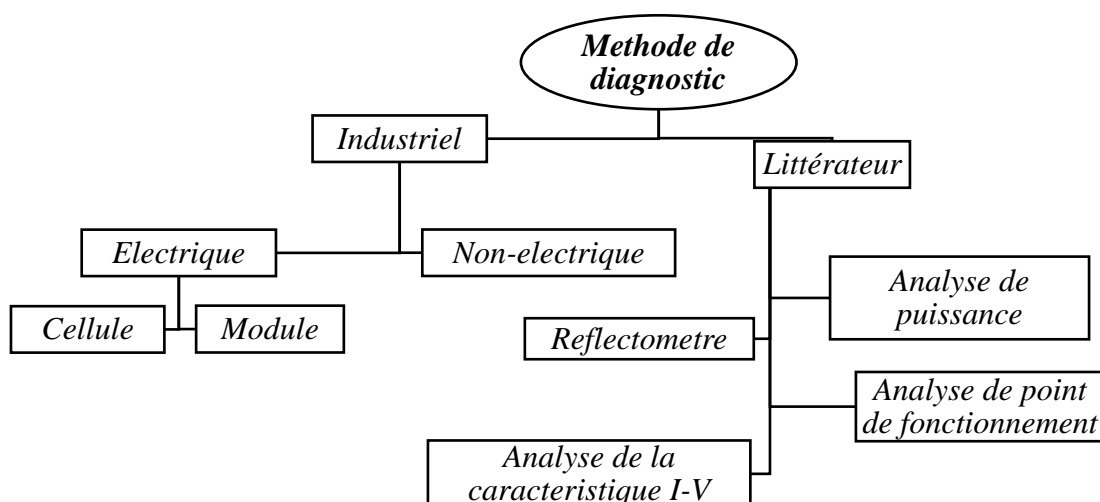 Methode de
diagnostic
Industriel
Littérateur
Electrique
Non-electrique
Cellule
Module
Analyse de
puissance
Reflectometre
Analyse de point
de fonctionnement
Analyse de la
caracteristique I-V